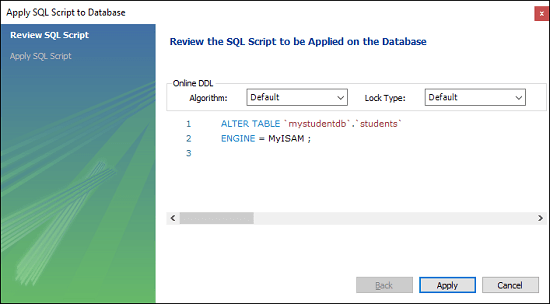 Apply SQL Script to Database
x
Review SQL Script
Apply SQL Script
Review the SQL Script to be Applied on the Database
Online DDL
Algorithm: Default Lock Type: Default
1 ALTER TABLE `mystudentdb`.`students`
2 ENGINE = MyISAM ;
3
Back Apply Cancel